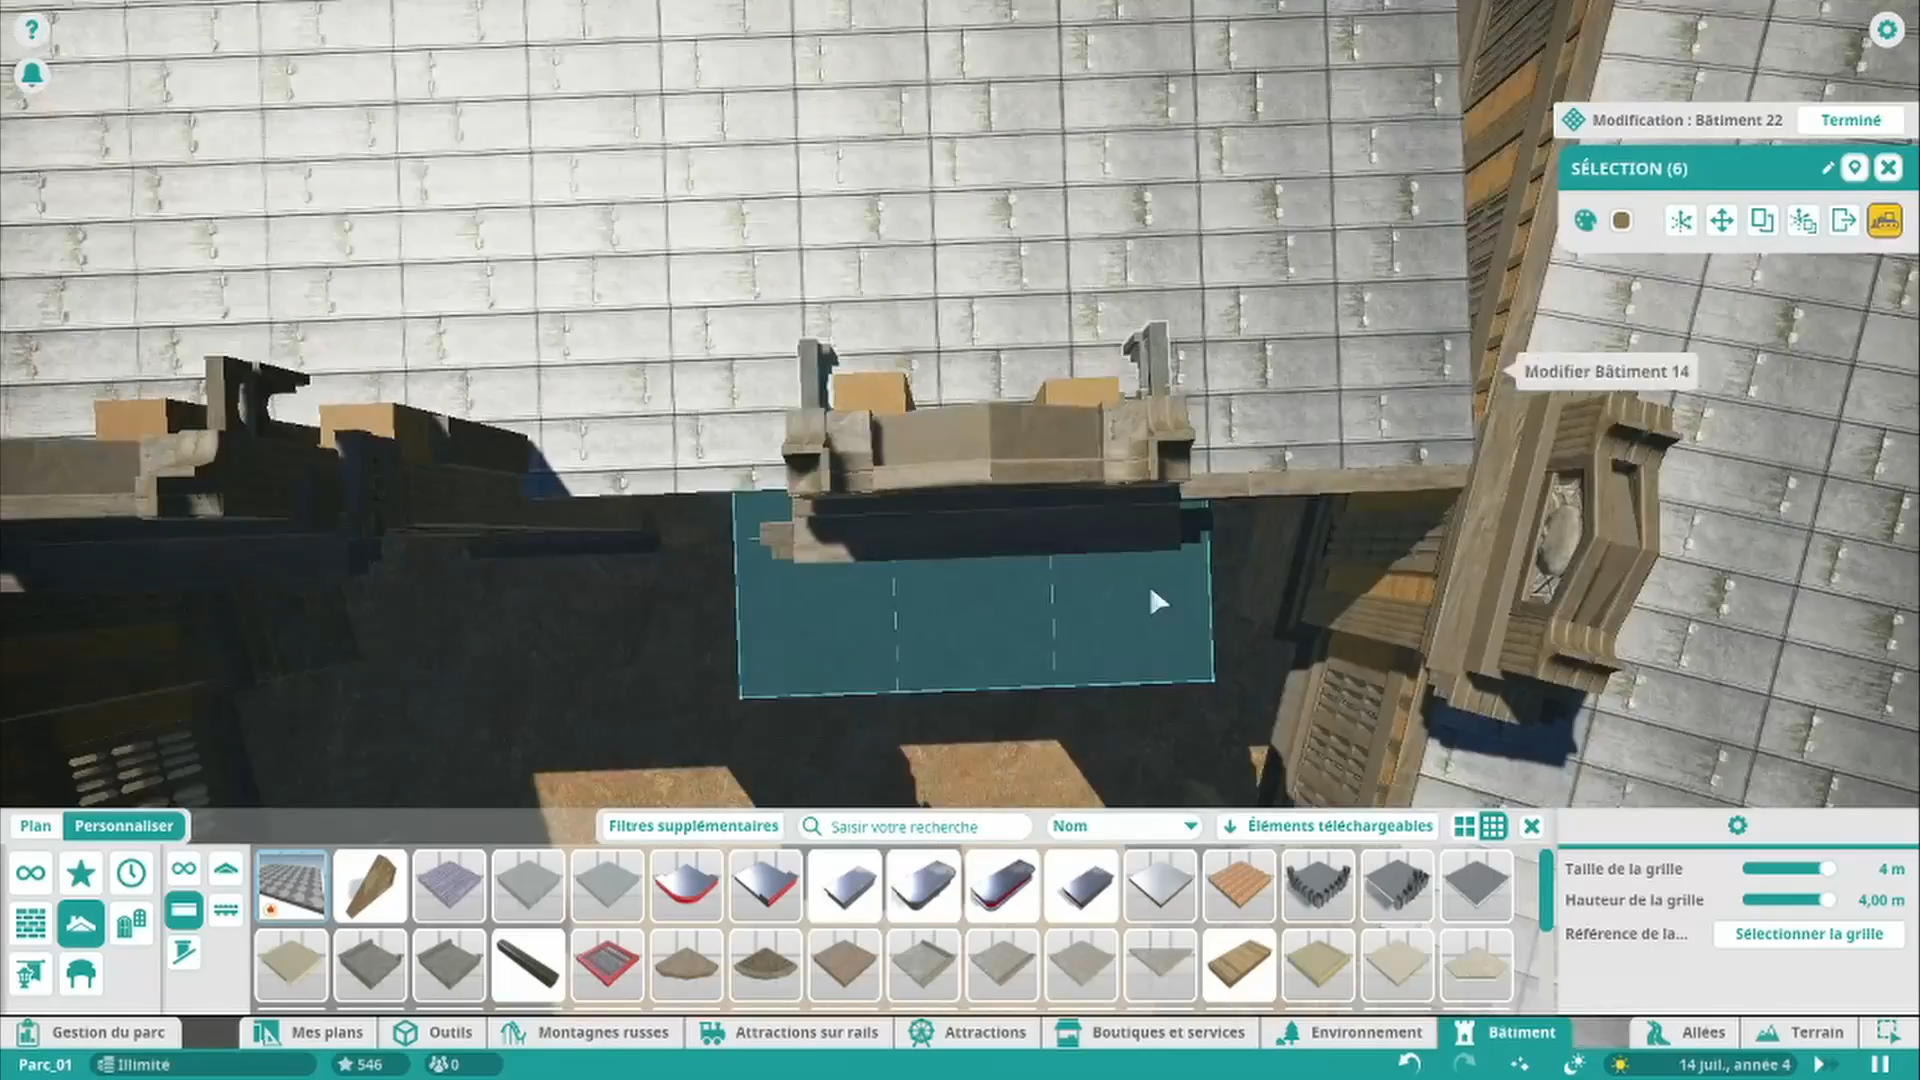 ?
Modification : Bâtiment 22
Terminé
SÉLECTION (6)
Modifier Bâtiment 14
Plan
Personnaliser
Filtres supplémentaires
Saisir votre recherche
Nom
Éléments téléchargeables
Taille de la grille
4 m
Hauteur de la grille
4,00 m
Référence de la...
Sélectionner la grille
Gestion du parc
Mes plans
Outils
Montagnes russes
Attractions sur rails
Attractions
Boutiques et services
Environnement
Bâtiment
Allées
Terrain
Parc_01
Illimité
546
0
14 juil., année 4